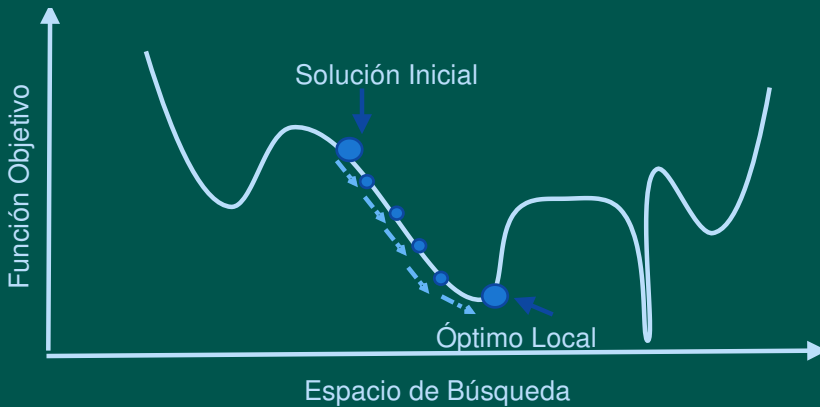 Solución Inicial
Función Objetivo
Óptimo Local
Espacio de Búsqueda